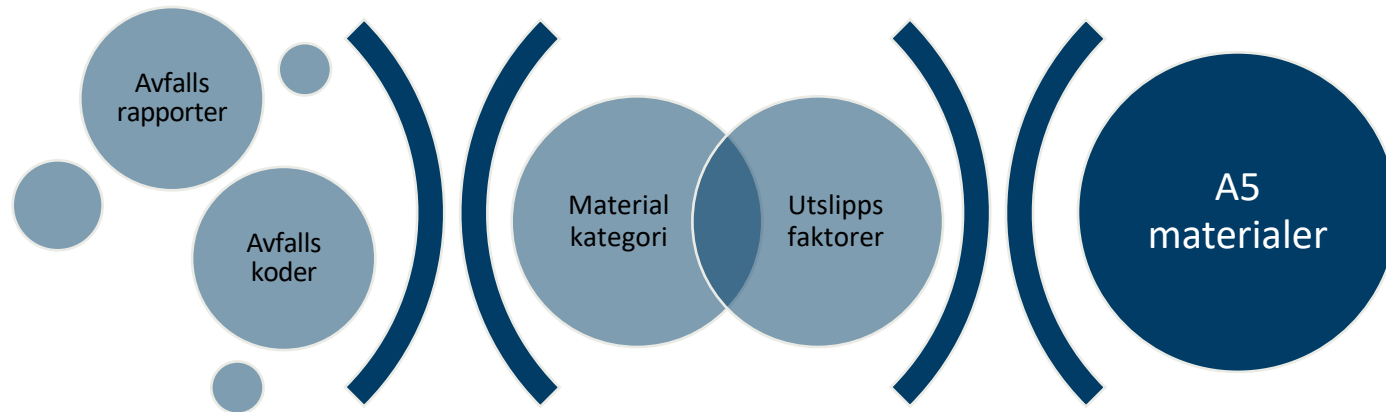 Avfalls
rapporter
Avfalls
koder
Material
kategori
Utslipps
faktorer
A5
materialer